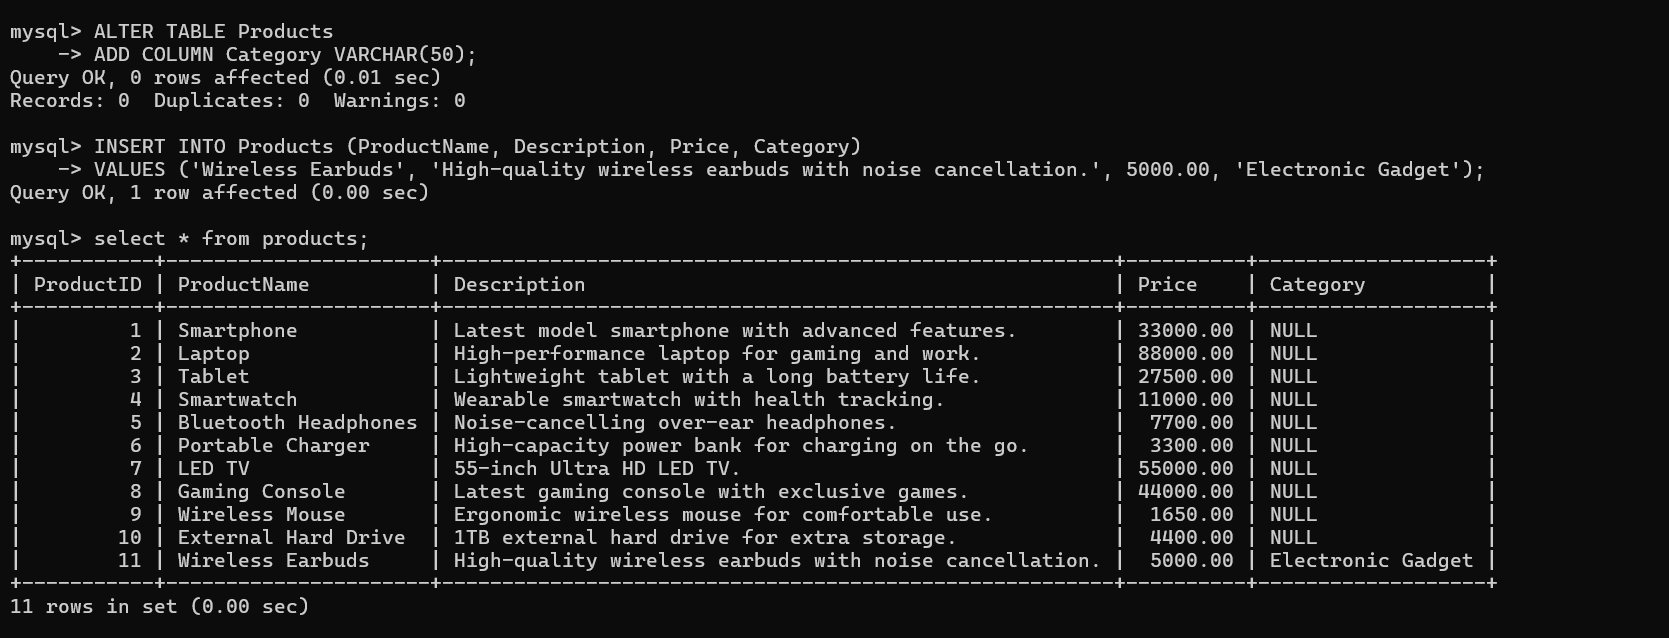 mysql> ALTER TABLE Products
    -> ADD COLUMN Category VARCHAR(50);
Query OK, 0 rows affected (0.01 sec)
Records: 0  Duplicates: 0  Warnings: 0

mysql> INSERT INTO Products (ProductName, Description, Price, Category)
    -> VALUES ('Wireless Earbuds', 'High-quality wireless earbuds with noise cancellation.', 5000.00, 'Electronic Gadget');
Query OK, 1 row affected (0.00 sec)

mysql> select * from products;
+-----------+----------------------+--------------------------------------------------------+----------+-------------------+
| ProductID | ProductName          | Description                                            | Price    | Category          |
+-----------+----------------------+--------------------------------------------------------+----------+-------------------+
|         1 | Smartphone           | Latest model smartphone with advanced features.        | 33000.00 | NULL              |
|         2 | Laptop               | High-performance laptop for gaming and work.           | 88000.00 | NULL              |
|         3 | Tablet               | Lightweight tablet with a long battery life.           | 27500.00 | NULL              |
|         4 | Smartwatch           | Wearable smartwatch with health tracking.              | 11000.00 | NULL              |
|         5 | Bluetooth Headphones | Noise-cancelling over-ear headphones.                  |  7700.00 | NULL              |
|         6 | Portable Charger     | High-capacity power bank for charging on the go.       |  3300.00 | NULL              |
|         7 | LED TV               | 55-inch Ultra HD LED TV.                               | 55000.00 | NULL              |
|         8 | Gaming Console       | Latest gaming console with exclusive games.            | 44000.00 | NULL              |
|         9 | Wireless Mouse       | Ergonomic wireless mouse for comfortable use.          |  1650.00 | NULL              |
|        10 | External Hard Drive  | 1TB external hard drive for extra storage.             |  4400.00 | NULL              |
|        11 | Wireless Earbuds     | High-quality wireless earbuds with noise cancellation. |  5000.00 | Electronic Gadget |
+-----------+----------------------+--------------------------------------------------------+----------+-------------------+
11 rows in set (0.00 sec)